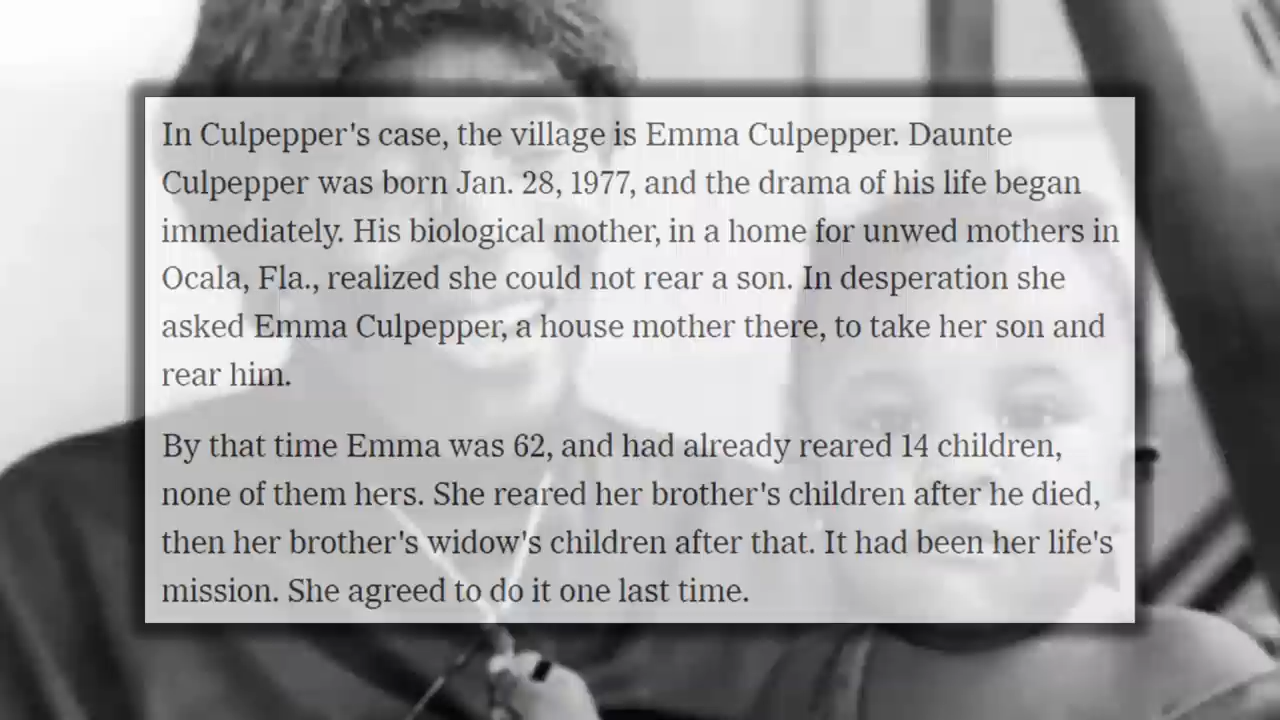 In Culpepper's case, the village is Emma Culpepper. Daunte
Culpepper was born Jan. 28, 1977, and the drama of his life began
immediately. His biological mother, in a home for unwed mothers in
Ocala, Fla., realized she could not rear a son. In desperation she
asked Emma Culpepper, a house mother there, to take her son and
rear him.
By that time Emma was 62, and had already reared 14 children,
none of them hers. She reared her brother's children after he died,
then her brother's widow's children after that. It had been her life's
mission. She agreed to do it one last time.